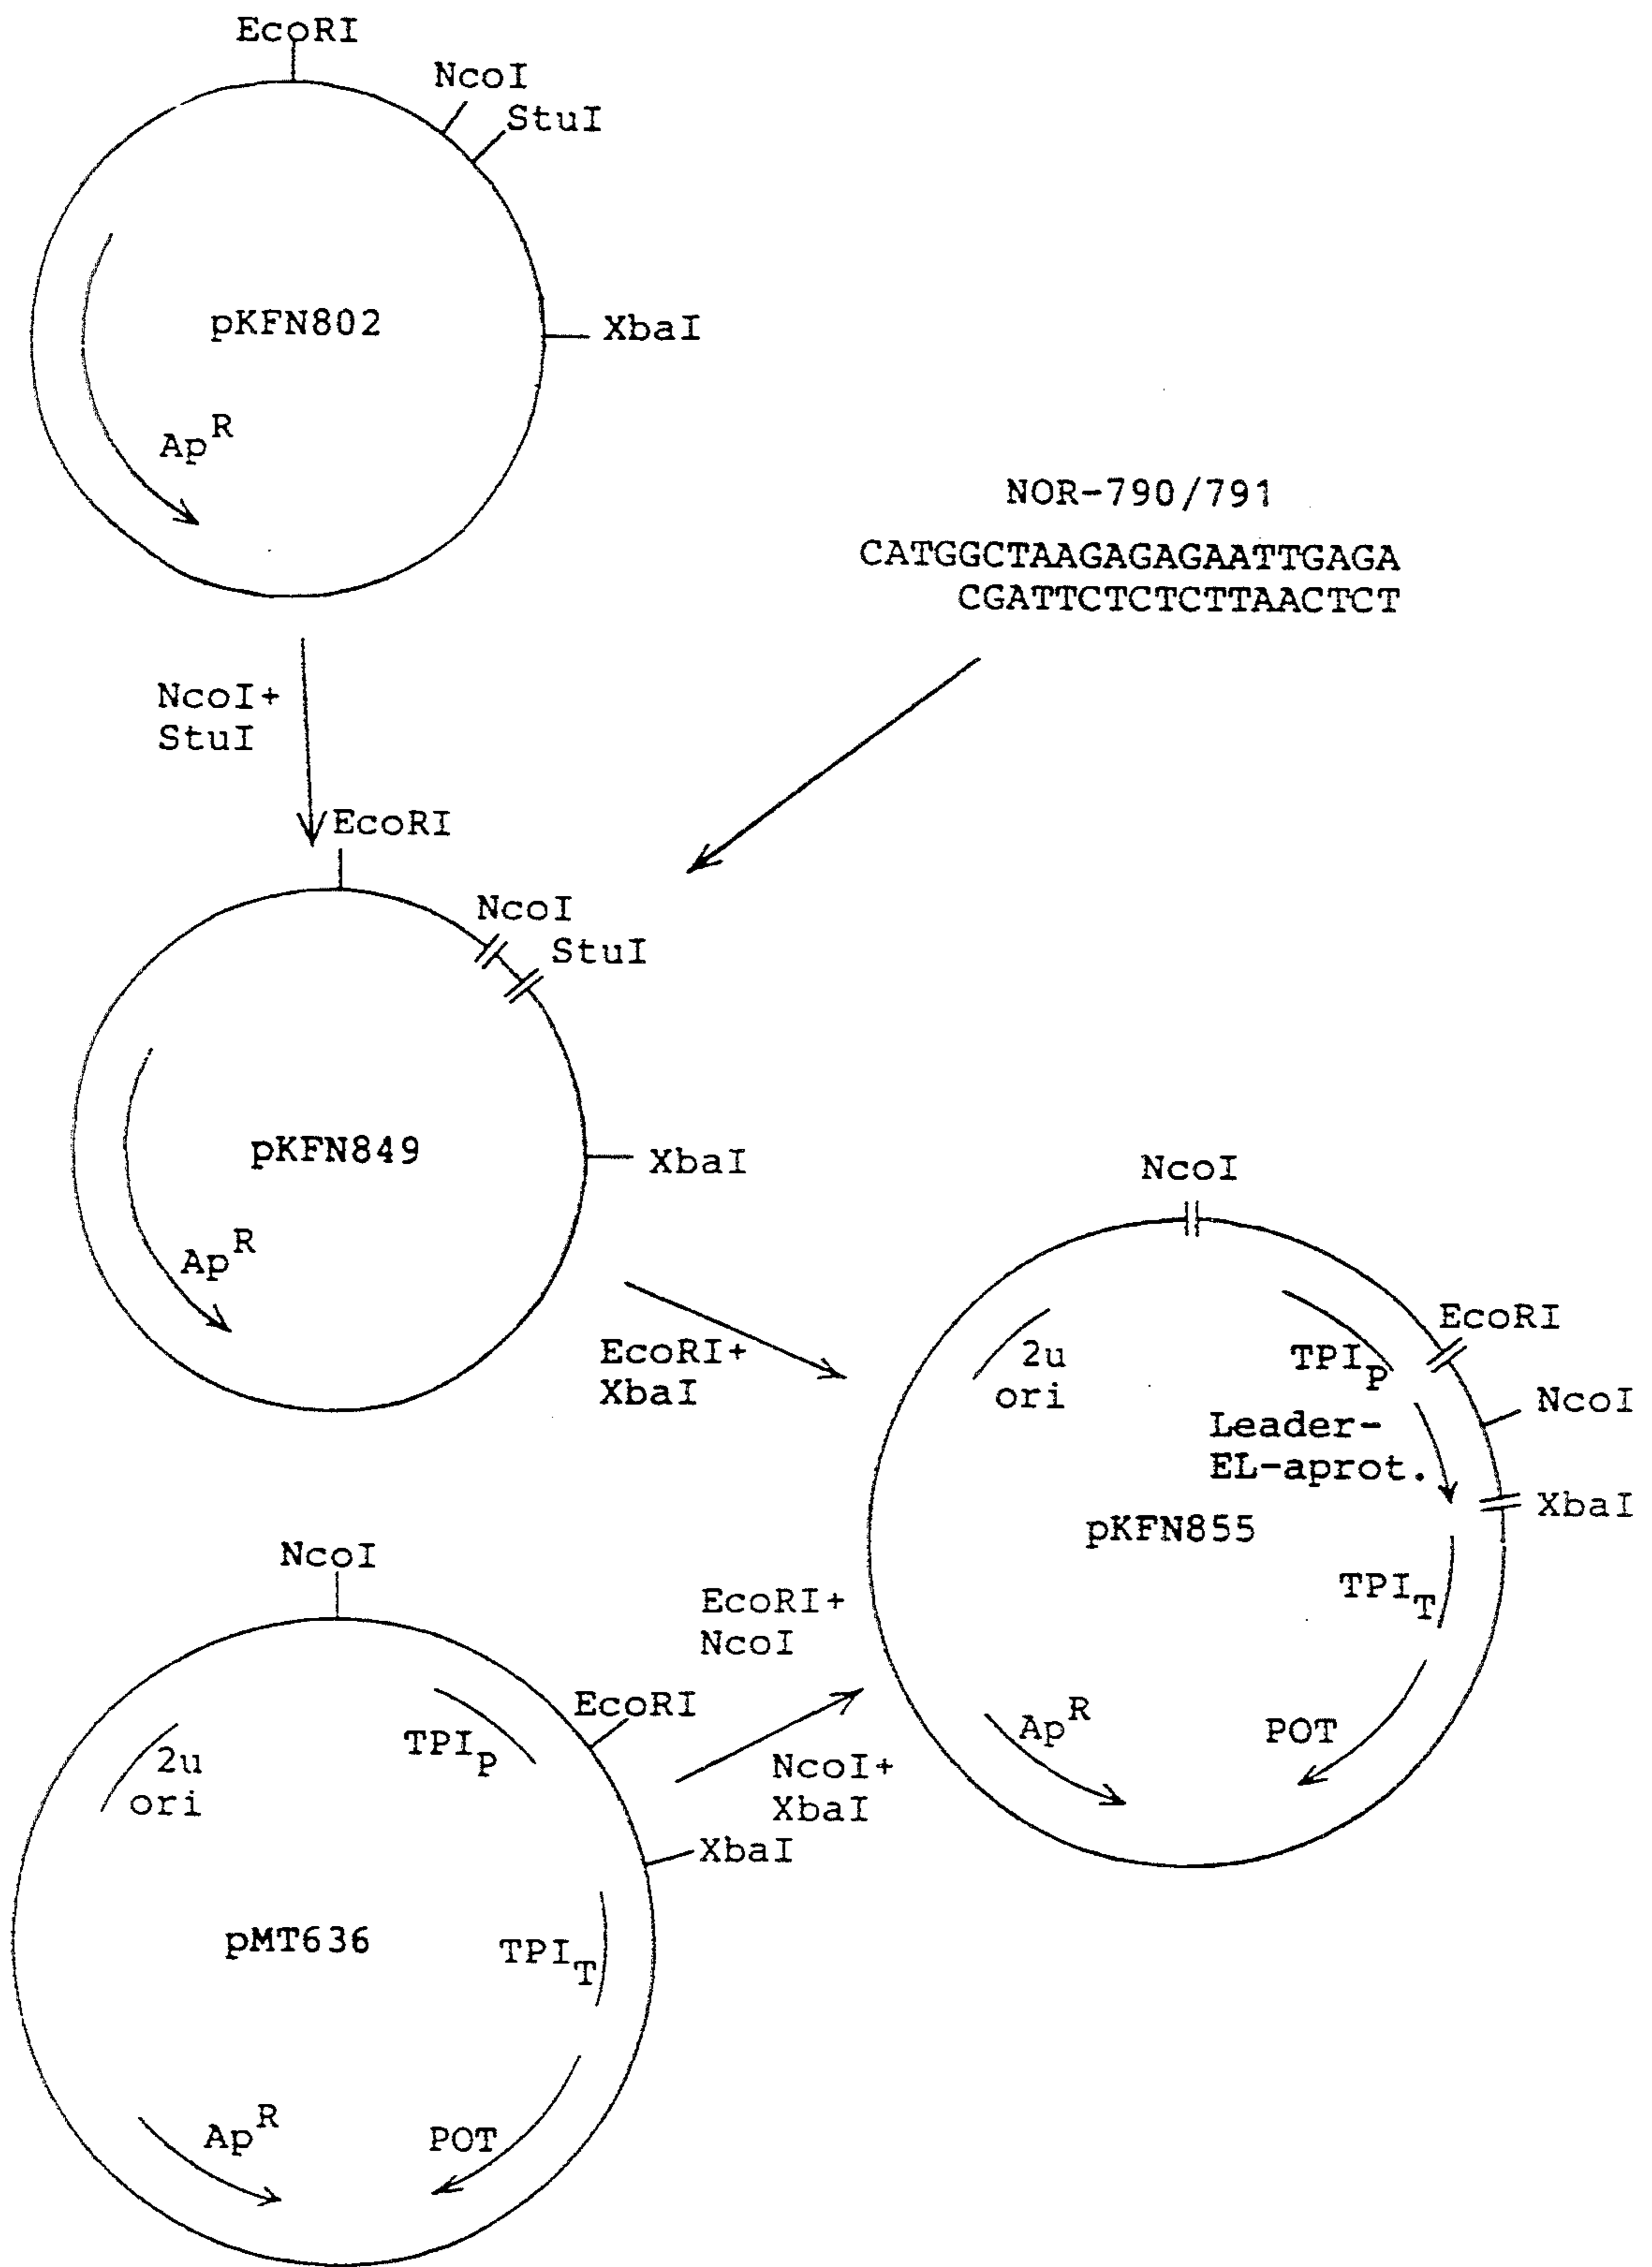 EcoRI
NcoI
StuI
pKFN802
XbaI
Ap^R
NOR-790/791
CATGGCTAAGAGAGAATTGAGA
CGATTCTCTCTTAACTCT
NcoI+
StuI
EcoRI
NcoI
StuI
pKFN849
XbaI
Ap^R
EcoRI+
XbaI
NcoI
EcoRI
2u
ori
TPI_P
NcoI
Leader-
EL-aprot.
XbaI
pKFN855
TPI_T
Ap^R
POT
NcoI
EcoRI+
NcoI
EcoRI
TPI_P
2u
ori
NcoI+
XbaI
XbaI
pMT636
TPI_T
Ap^R
POT